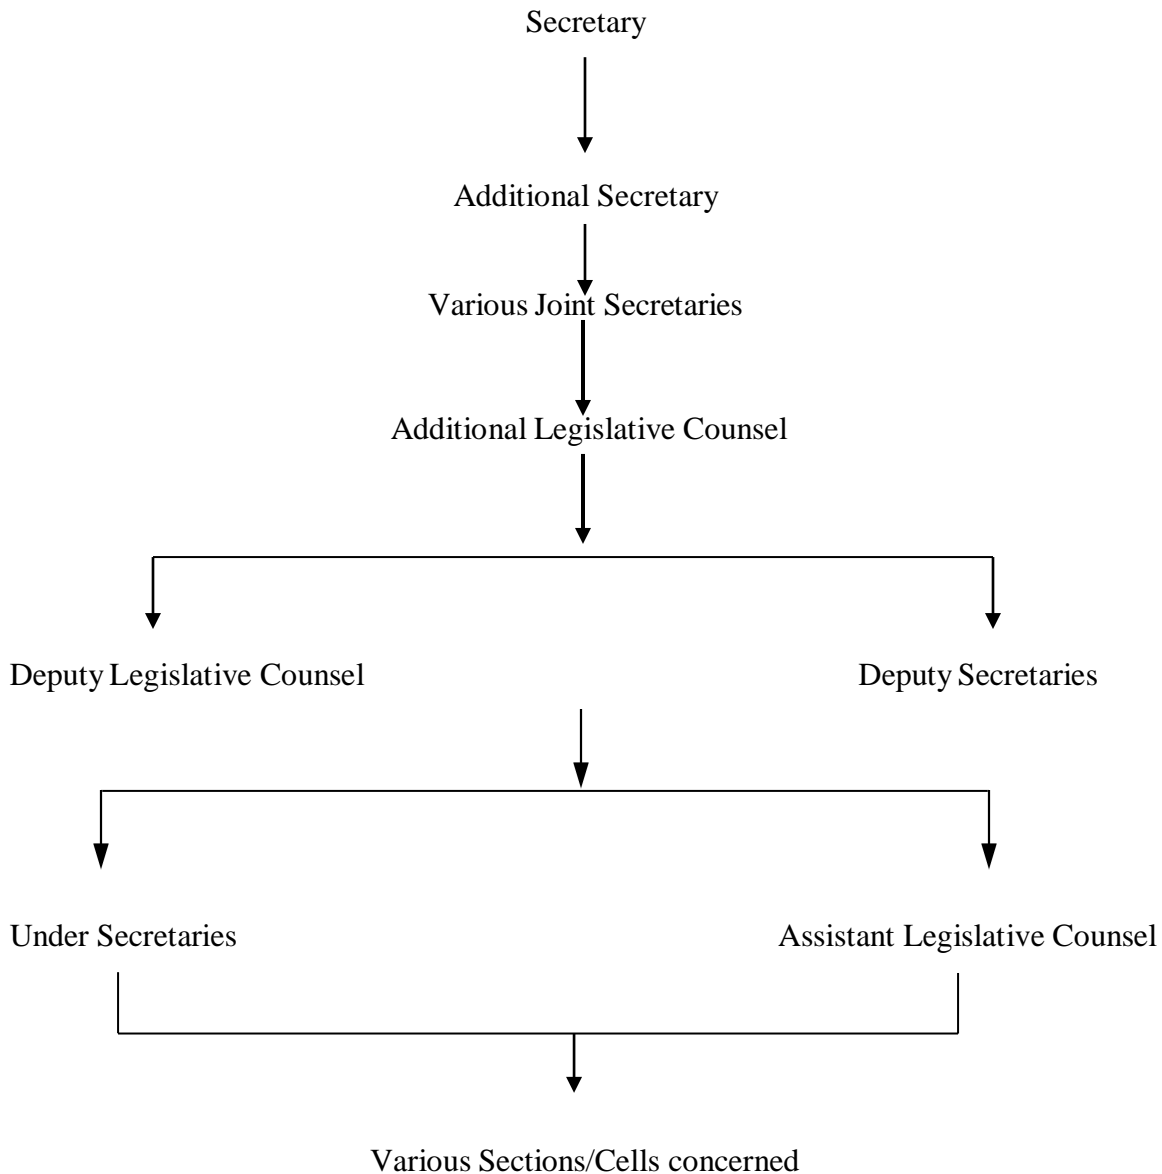 Secretary
Additional Secretary
Various Joint Secretaries
Additional Legislative Counsel
Deputy Legislative Counsel
Deputy Secretaries
Under Secretaries
Assistant Legislative Counsel
Various Sections/Cells concerned